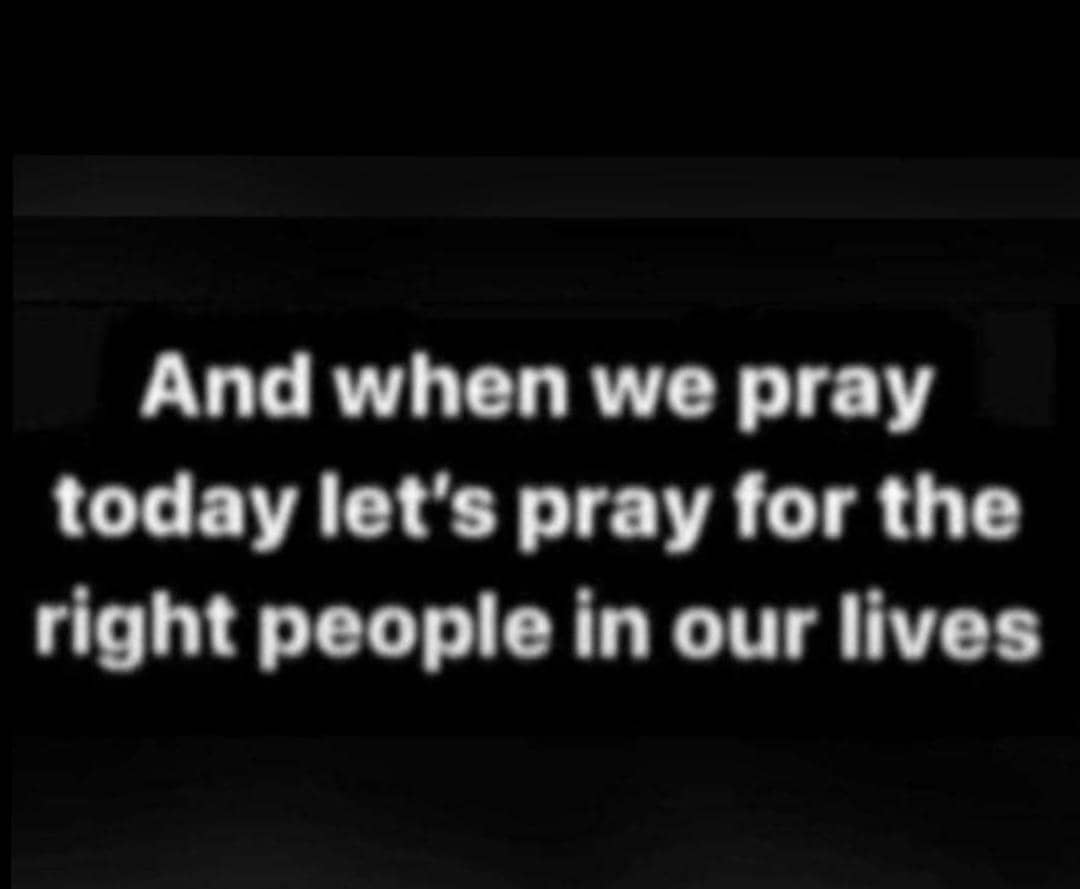 And when we pray
today let’s pray for the
right people in our lives